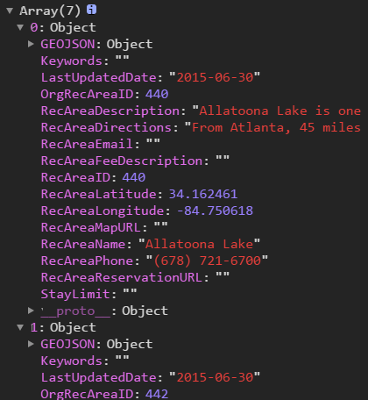 Array(7) i
0: Object
GEOJSON: Object
Keywords: ""
LastUpdatedDate: "2015-06-30"
OrgRecAreaID: 440
RecAreaDescription: "Allatoona Lake is one
RecAreaDirections: "From Atlanta, 45 miles
RecAreaEmail: ""
RecAreaFeeDescription: ""
RecAreaID: 440
RecAreaLatitude: 34.162461
RecAreaLongitude: -84.750618
RecAreaMapURL: ""
RecAreaName: "Allatoona Lake"
RecAreaPhone: "(678) 721-6700"
RecAreaReservationURL: ""
StayLimit: ""
__proto__: Object
1: Object
GEOJSON: Object
Keywords: ""
LastUpdatedDate: "2015-06-30"
OrgRecAreaID: 442